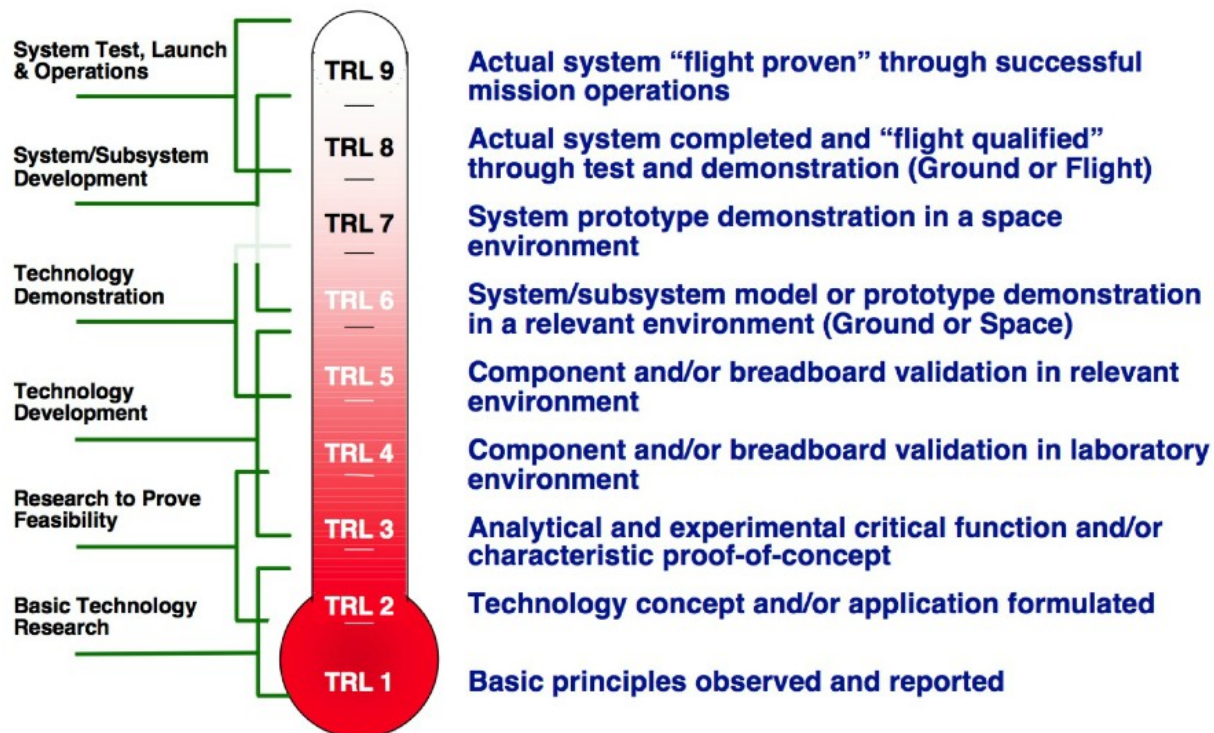 System Test, Launch
& Operations
System/Subsystem
Development
Technology
Demonstration
Technology
Development
Research to Prove
Feasibility
Basic Technology
Research
TRL 9
TRL 8
TRL 7
TRL 6
TRL 5
TRL 4
TRL 3
TRL 2
TRL 1
Actual system “flight proven” through successful
mission operations
Actual system completed and “flight qualified”
through test and demonstration (Ground or Flight)
System prototype demonstration in a space
environment
System/subsystem model or prototype demonstration
in a relevant environment (Ground or Space)
Component and/or breadboard validation in relevant
environment
Component and/or breadboard validation in laboratory
environment
Analytical and experimental critical function and/or
characteristic proof-of-concept
Technology concept and/or application formulated
Basic principles observed and reported